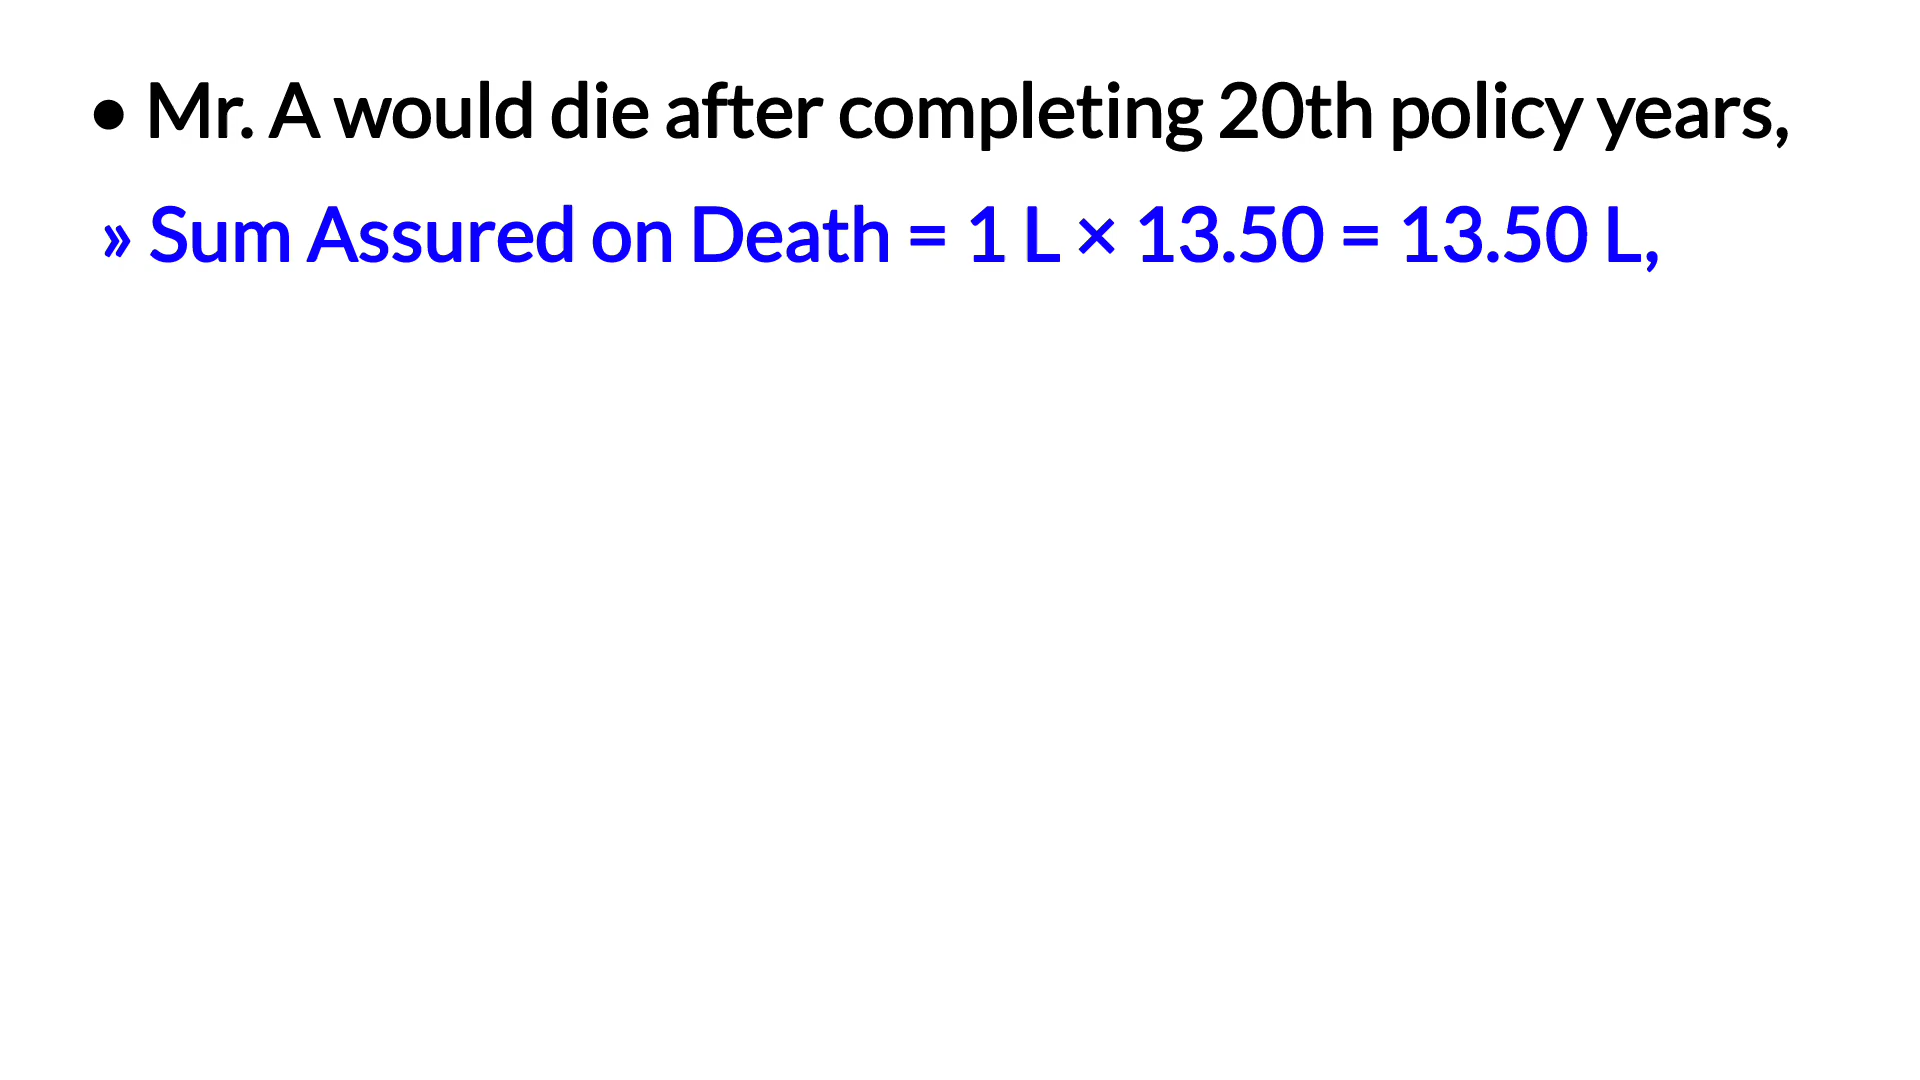 • Mr. A would die after completing 20th policy years,
» Sum Assured on Death = 1 L × 13.50 = 13.50 L,